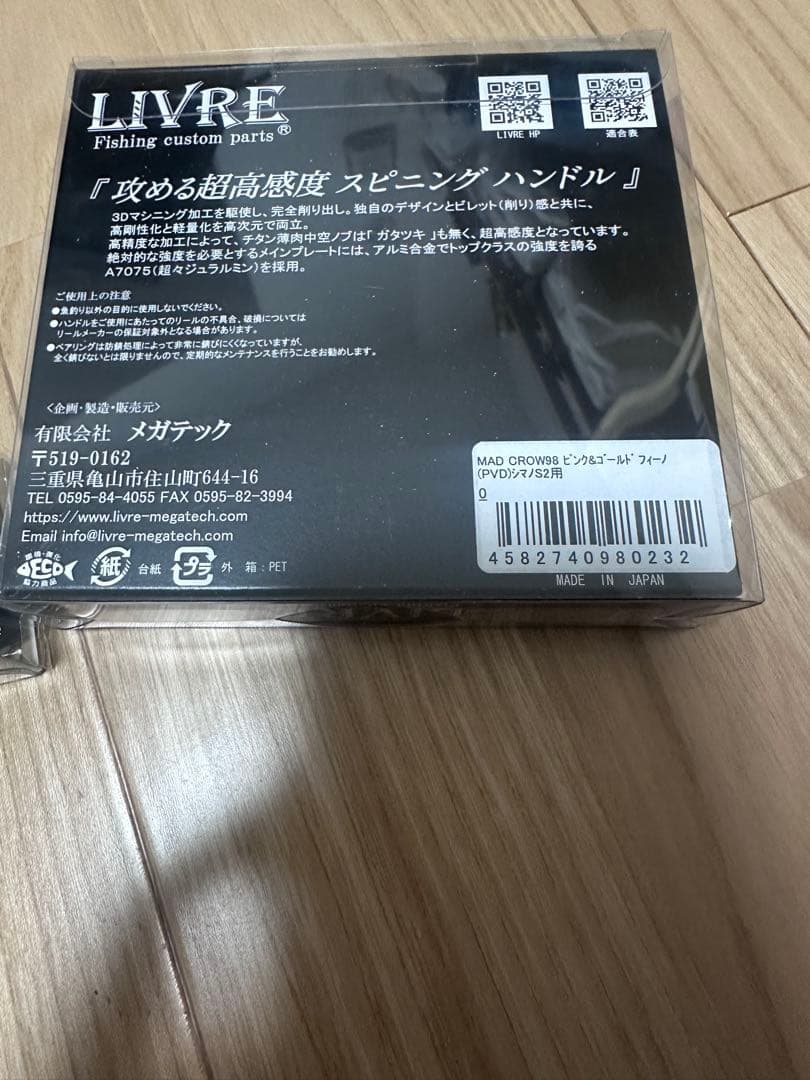 LIVRE
Fishing custom parts®
LIVRE HP
適合表
『 攻める超高感度 スピニング ハンドル 』
3Dマシニング加工を駆使し、完全削り出し。独自のデザインとビレット(削り)感と共に、
高剛性化と軽量化を高次元で両立。
高精度な加工によって、チタン薄肉中空ノブは「 ガタツキ 」も無く、超高感度となっています。
絶対的な強度を必要とするメインプレートには、アルミ合金でトップクラスの強度を誇る
A7075(超々ジュラルミン)を採用。
ご使用上の注意
●魚釣り以外の目的に使用しないでください。
●ハンドルをご使用にあたってのリールの不具合、破損については
リールメーカーの保証対象外となる場合があります。
●ベアリングは防錆処理によって非常に錆びにくくなっていますが、
全く錆びないとは限りませんので、定期的なメンテナンスを行うことをお勧めします。
<企画・製造・販売元>
有限会社 メガテック
〒519-0162
三重県亀山市住山町644-16
TEL 0595-84-4055 FAX 0595-82-3994
https://www.livre-megatech.com
Email info@livre-megatech.com
ECO
紙 台紙 プラ 外 箱:PET
MAD CROW98 ピンク&ゴールド フィーノ
(PVD)シマノS2用
0
4582740980232
MADE IN JAPAN